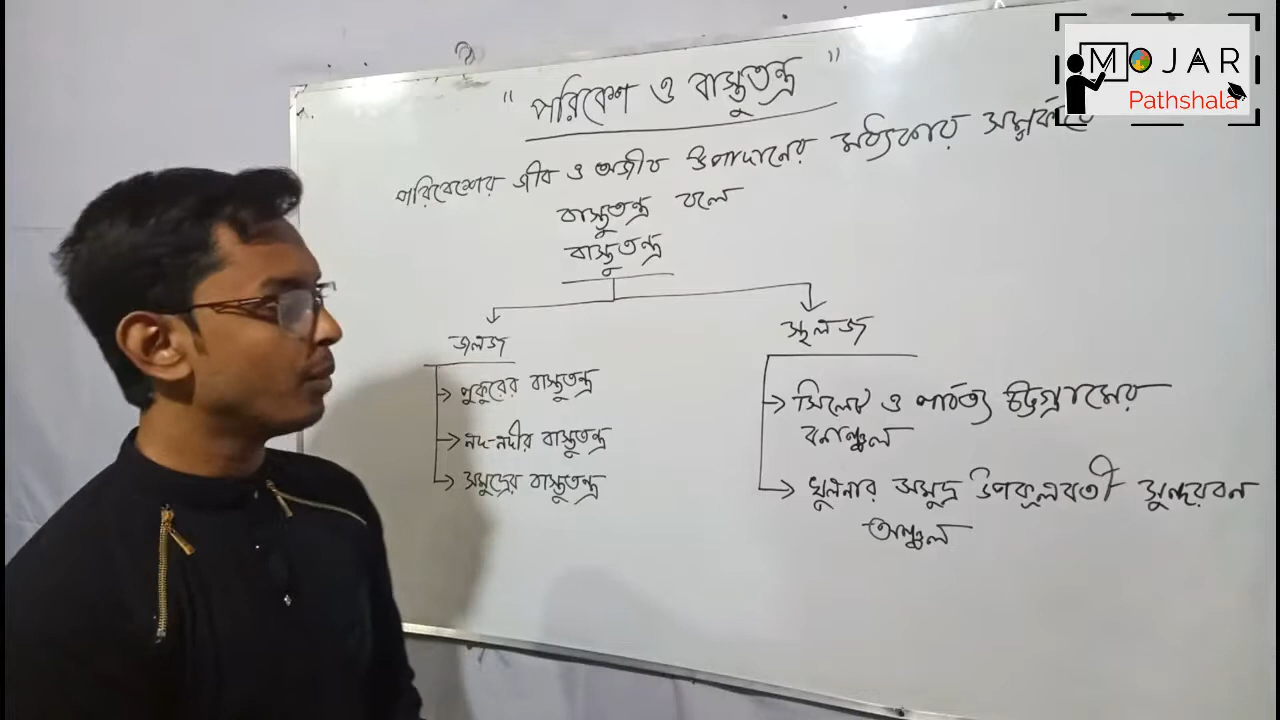 MOJAR
Pathshala
" পরিবেশ ও বাস্তুতন্ত্র "
পরিবেশের জীব ও অজীব উপাদানের মধ্যকার সম্পর্ককে
বাস্তুতন্ত্র বলে
বাস্তুতন্ত্র
জলজ
স্থলজ
পুকুরের বাস্তুতন্ত্র
নদ-নদীর বাস্তুতন্ত্র
সমুদ্রের বাস্তুতন্ত্র
সিলেট ও পার্বত্য চট্টগ্রামের
বনাঞ্চল
খুলনার সমুদ্র উপকূলবর্তী সুন্দরবন
অঞ্চল